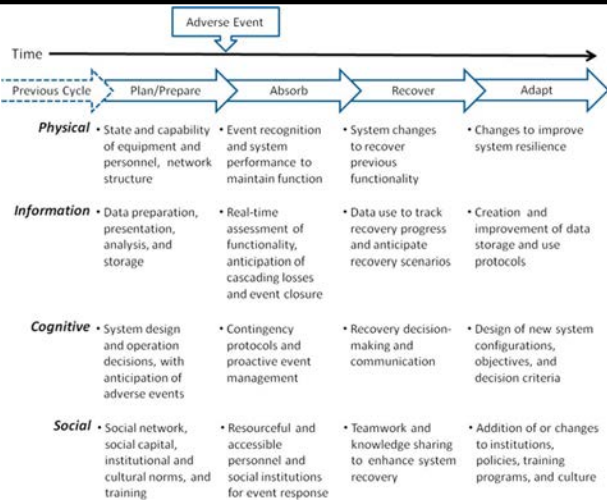 Adverse Event
Time
Previous Cycle Plan/Prepare Absorb Recover Adapt
Physical
• State and capability
of equipment and
personnel, network
structure
• Event recognition
and system
performance to
maintain function
• System changes
to recover
previous
functionality
• Changes to improve
system resilience
Information
• Data preparation,
presentation,
analysis, and
storage
• Real-time
assessment of
functionality,
anticipation of
cascading losses
and event closure
• Data use to track
recovery progress
and anticipate
recovery scenarios
• Creation and
improvement of data
storage and use
protocols
Cognitive
• System design
and operation
decisions, with
anticipation of
adverse events
• Contingency
protocols and
proactive event
management
• Recovery decision-
making and
communication
• Design of new system
configurations,
objectives, and
decision criteria
Social
• Social network,
social capital,
institutional and
cultural norms, and
training
• Resourceful and
accessible
personnel and
social institutions
for event response
• Teamwork and
knowledge sharing
to enhance system
recovery
• Addition of or changes
to institutions,
policies, training
programs, and culture